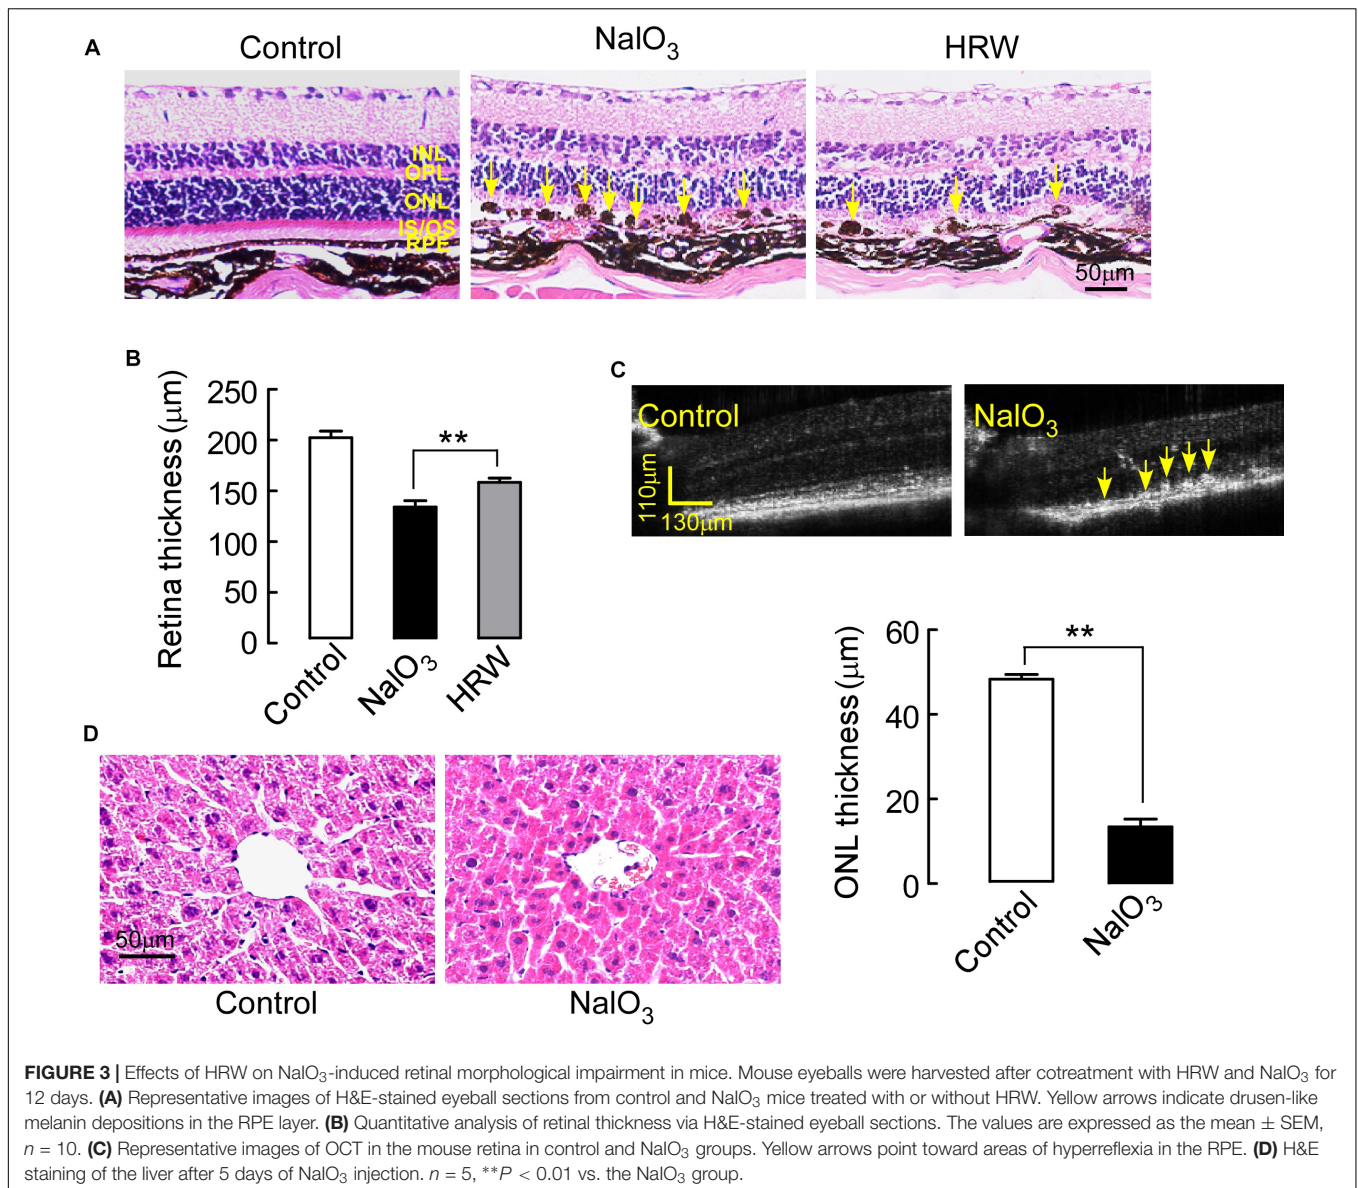 A
Control
NaIO3
HRW
INL
OPL
ONL
IS/OS
RPE
50µm
B
Retina thickness (µm)
250
200
150
100
50
0
**
Control
NaIO3
HRW
C
Control
110µm
130µm
NaIO3
ONL thickness (µm)
60
40
20
0
**
Control
NaIO3
D
50µm
Control
NaIO3
FIGURE 3 | Effects of HRW on NaIO3-induced retinal morphological impairment in mice. Mouse eyeballs were harvested after cotreatment with HRW and NaIO3 for
12 days. (A) Representative images of H&E-stained eyeball sections from control and NaIO3 mice treated with or without HRW. Yellow arrows indicate drusen-like
melanin depositions in the RPE layer. (B) Quantitative analysis of retinal thickness via H&E-stained eyeball sections. The values are expressed as the mean ± SEM,
n = 10. (C) Representative images of OCT in the mouse retina in control and NaIO3 groups. Yellow arrows point toward areas of hyperreflexia in the RPE. (D) H&E
staining of the liver after 5 days of NaIO3 injection. n = 5, **P < 0.01 vs. the NaIO3 group.